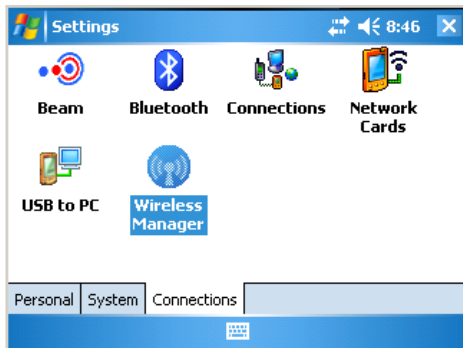 Settings 8:46
Beam Bluetooth Connections Network Cards
USB to PC Wireless Manager
Personal System Connections